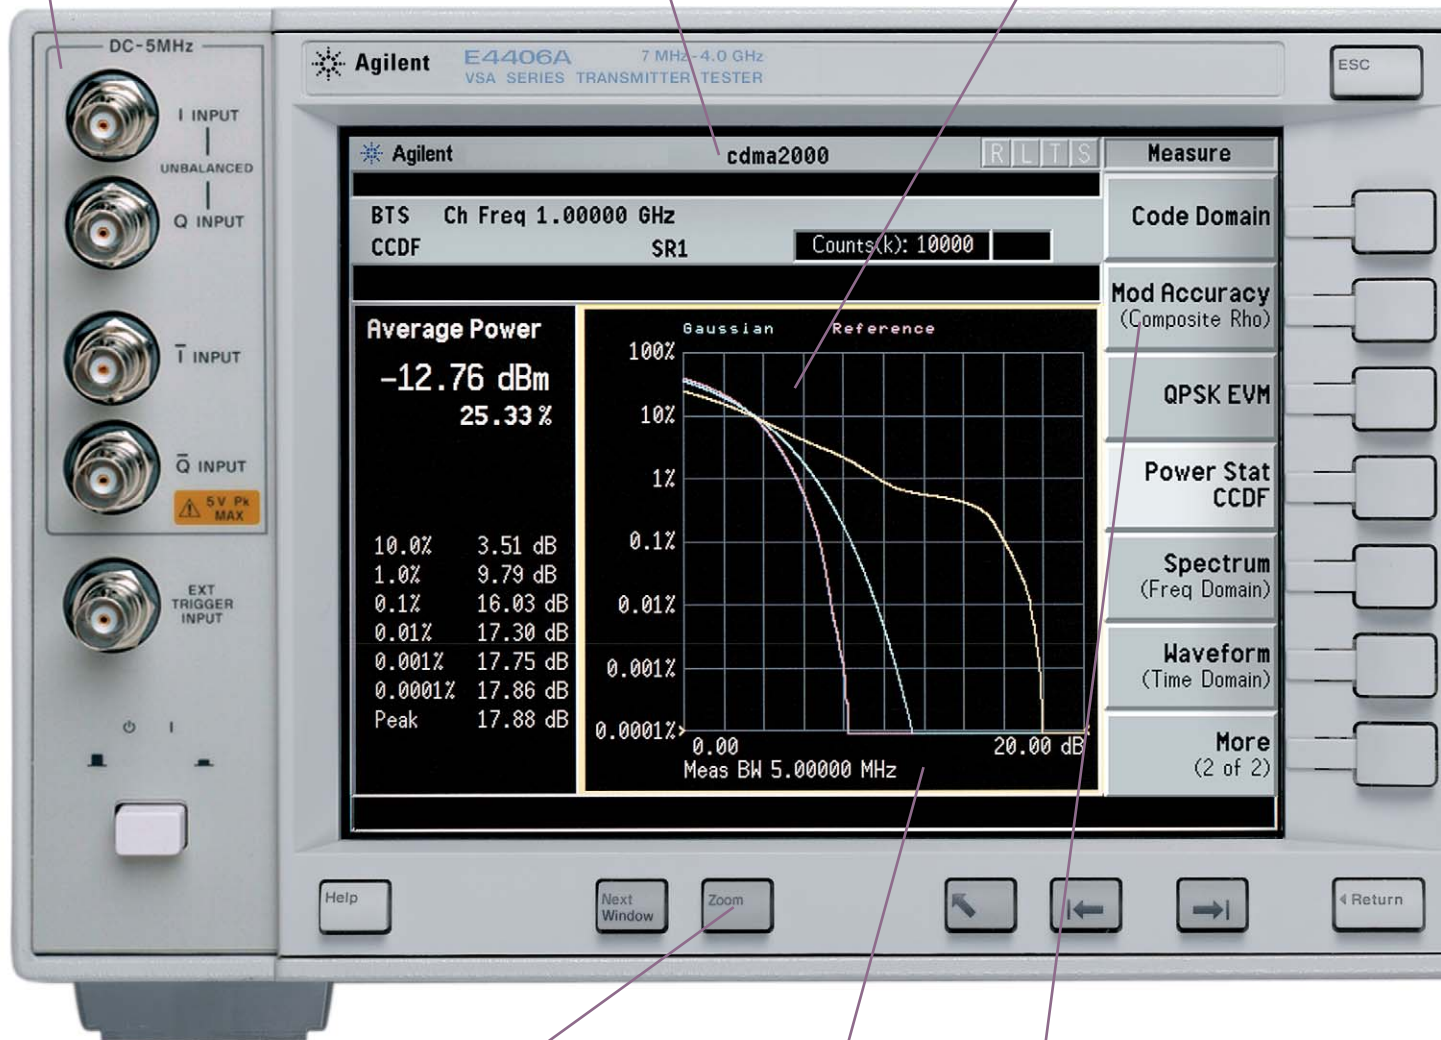 DC-5MHz
I INPUT
UNBALANCED
Q INPUT
Ī INPUT
Q̄ INPUT
5V Pk
MAX
EXT
TRIGGER
INPUT
Agilent
E4406A 7 MHz-4.0 GHz
VSA SERIES TRANSMITTER TESTER
ESC
Agilent cdma2000 R L T S Measure
BTS Ch Freq 1.00000 GHz
CCDF SR1 Counts(k): 10000
Average Power
-12.76 dBm
25.33%
10.0% 3.51 dB
1.0% 9.79 dB
0.1% 16.03 dB
0.01% 17.30 dB
0.001% 17.75 dB
0.0001% 17.86 dB
Peak 17.88 dB
Gaussian Reference
100%
10%
1%
0.1%
0.01%
0.001%
0.0001%
0.00 20.00 dB
Meas BW 5.00000 MHz
Code Domain
Mod Accuracy
(Composite Rho)
QPSK EVM
Power Stat
CCDF
Spectrum
(Freq Domain)
Waveform
(Time Domain)
More
(2 of 2)
Help
Next
Window
Zoom
Return